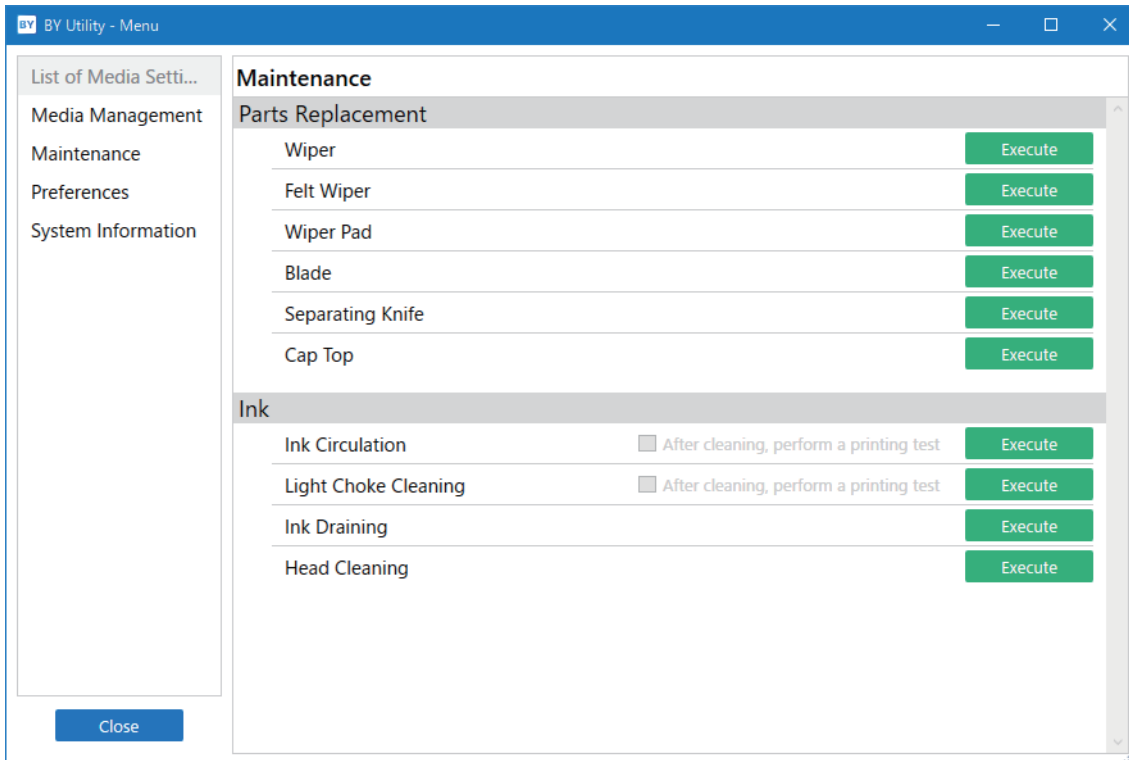 BY BY Utility - Menu
List of Media Setti...
Media Management
Maintenance
Preferences
System Information
Close
Maintenance
Parts Replacement
Wiper Execute
Felt Wiper Execute
Wiper Pad Execute
Blade Execute
Separating Knife Execute
Cap Top Execute
Ink
Ink Circulation After cleaning, perform a printing test Execute
Light Choke Cleaning After cleaning, perform a printing test Execute
Ink Draining Execute
Head Cleaning Execute